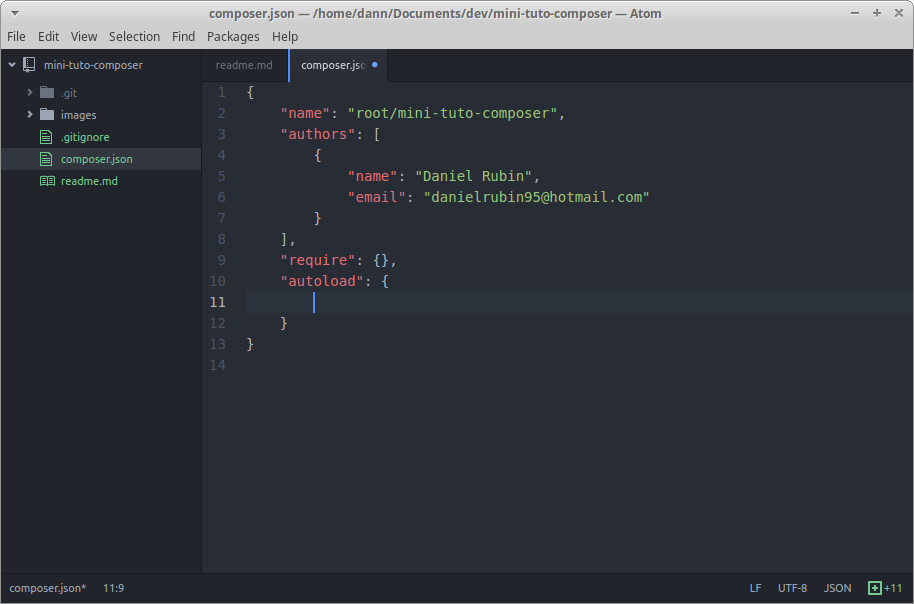 composer.json — /home/dann/Documents/dev/mini-tuto-composer — Atom
File Edit View Selection Find Packages Help
mini-tuto-composer
.git
images
.gitignore
composer.json
readme.md
readme.md composer.jso
1 {
2 "name": "root/mini-tuto-composer",
3 "authors": [
4 {
5 "name": "Daniel Rubin",
6 "email": "danielrubin95@hotmail.com"
7 }
8 ],
9 "require": {},
10 "autoload": {
11
12 }
13 }
14
composer.json* 11:9 LF UTF-8 JSON +11